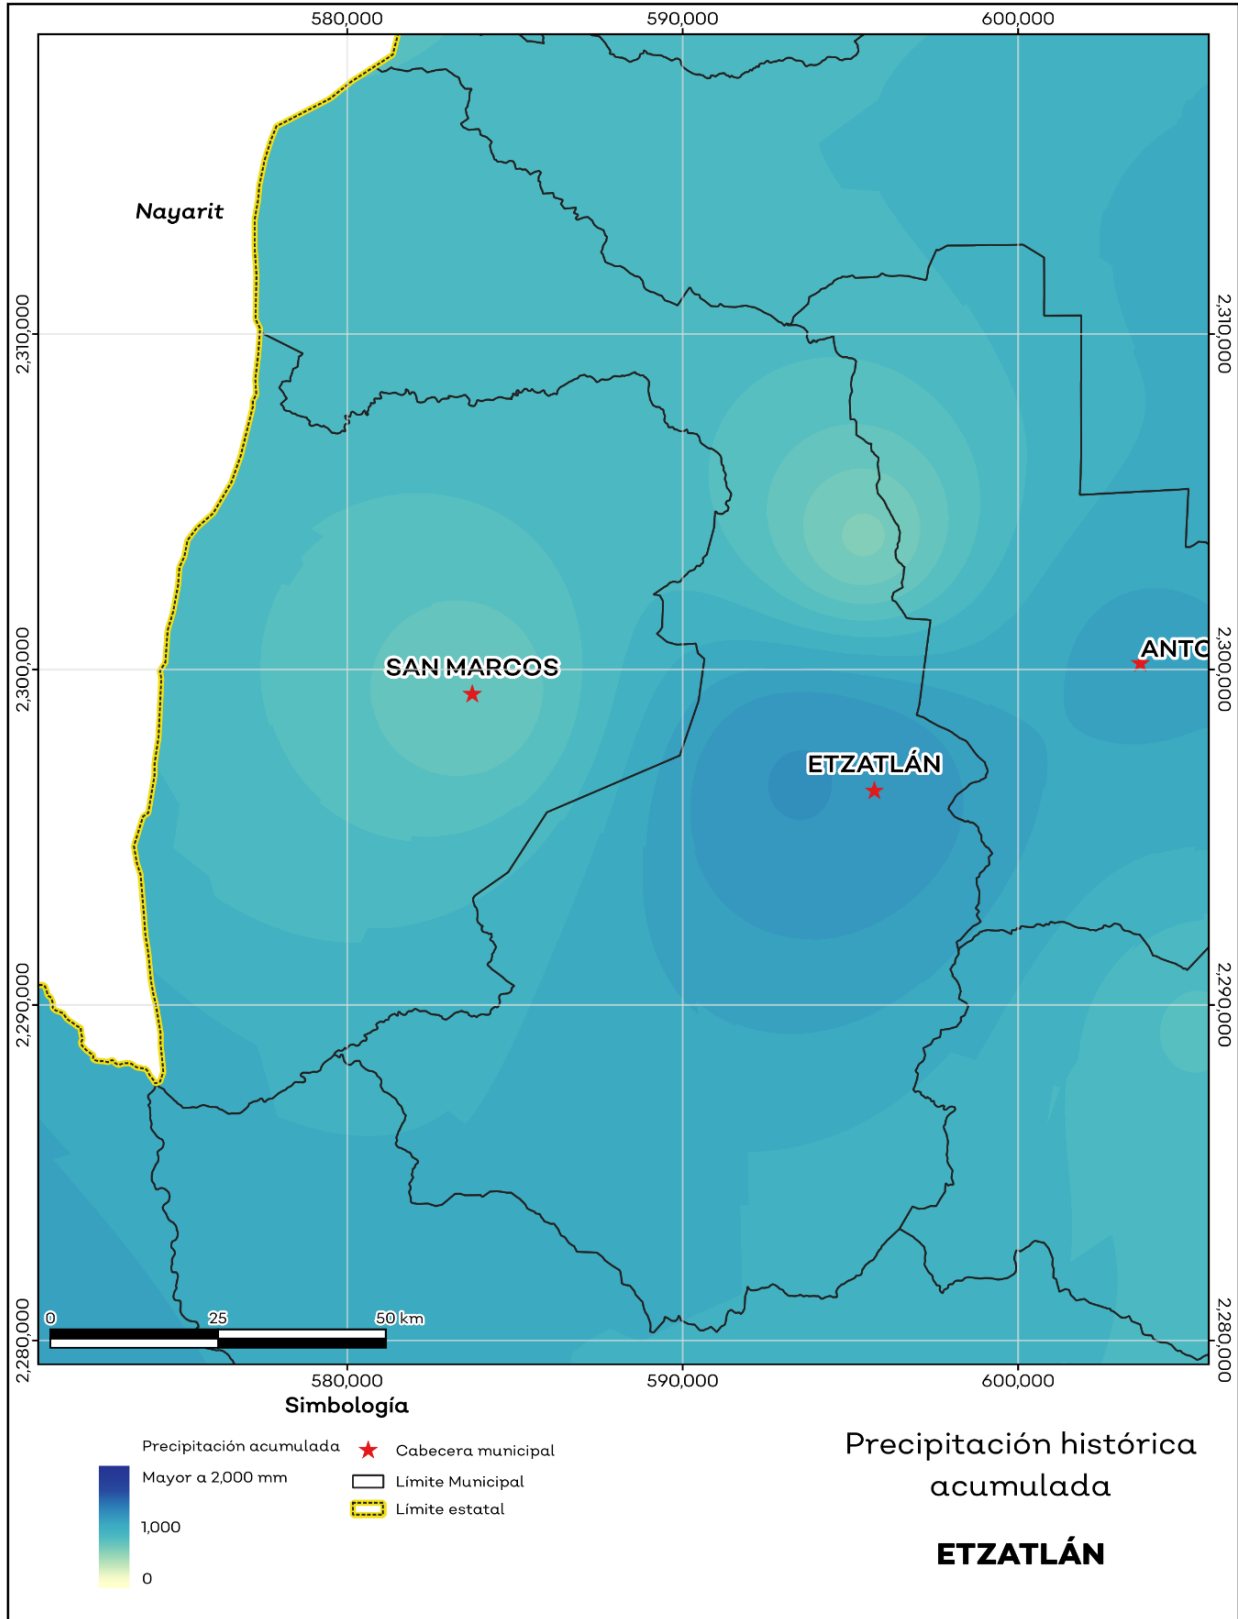 580,000
590,000
600,000
Nayarit
2,310,000
2,310,000
SAN MARCOS
ANTO
2,300,000
2,300,000
ETZATLÁN
2,290,000
2,290,000
0
25
50 km
2,280,000
2,280,000
580,000
590,000
600,000
Simbología
Precipitación acumulada
Mayor a 2,000 mm
1,000
0
Cabecera municipal
Límite Municipal
Límite estatal
Precipitación histórica
acumulada
ETZATLÁN